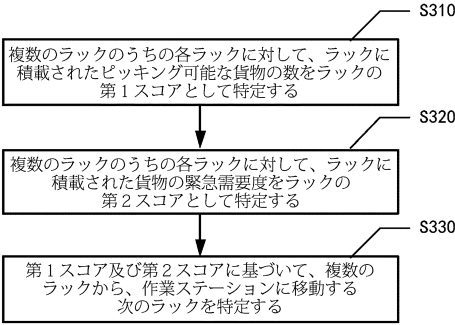 S310
複数のラックのうちの各ラックに対して、ラックに
積載されたピッキング可能な貨物の数をラックの
第1スコアとして特定する
S320
複数のラックのうちの各ラックに対して、ラックに
積載された貨物の緊急需要度をラックの
第2スコアとして特定する
S330
第1スコア及び第2スコアに基づいて、複数の
ラックから、作業ステーションに移動する
次のラックを特定する